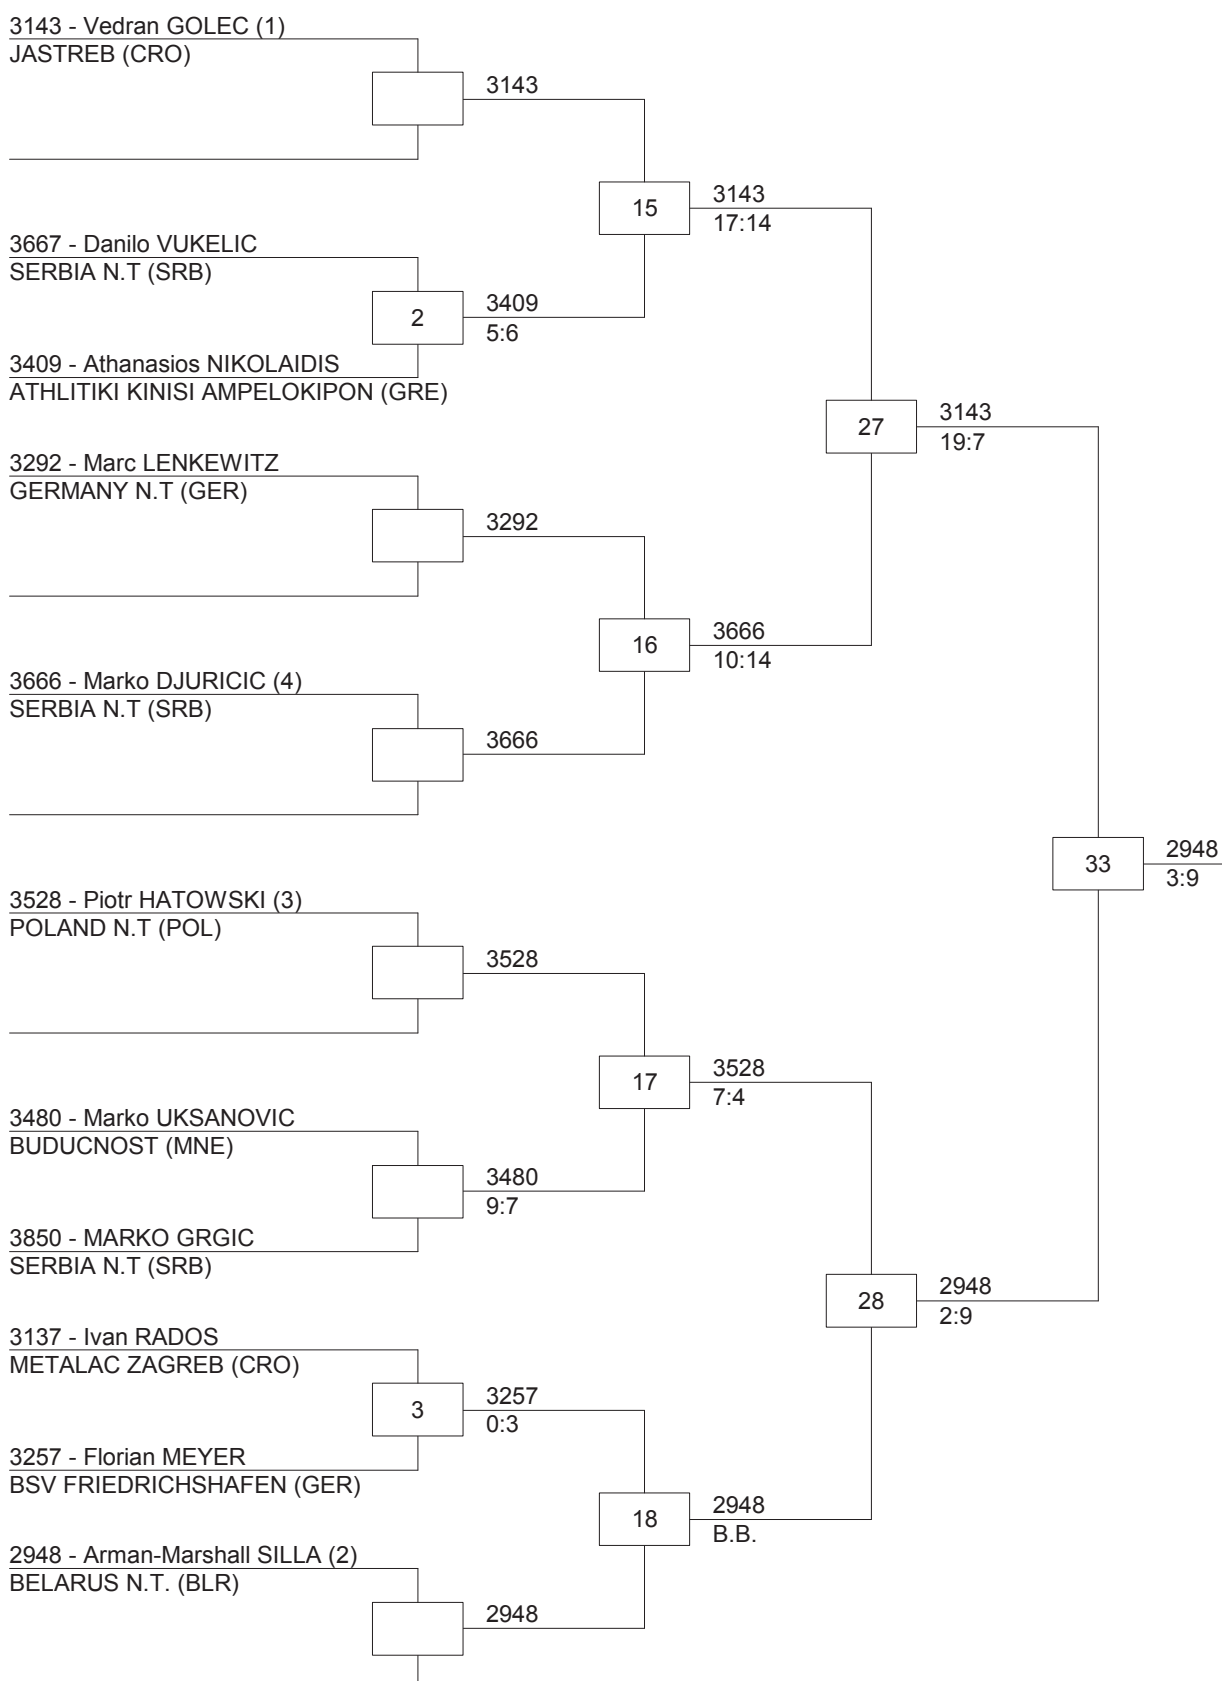 3143 - Vedran GOLEC (1)
JASTREB (CRO)
3143
15
3143
17:14
3667 - Danilo VUKELIC
SERBIA N.T (SRB)
2
3409
5:6
3409 - Athanasios NIKOLAIDIS
ATHLITIKI KINISI AMPELOKIPON (GRE)
27
3143
19:7
3292 - Marc LENKEWITZ
GERMANY N.T (GER)
3292
16
3666
10:14
3666 - Marko DJURICIC (4)
SERBIA N.T (SRB)
3666
33
2948
3:9
3528 - Piotr HATOWSKI (3)
POLAND N.T (POL)
3528
17
3528
7:4
3480 - Marko UKSANOVIC
BUDUCNOST (MNE)
3480
9:7
3850 - MARKO GRGIC
SERBIA N.T (SRB)
28
2948
2:9
3137 - Ivan RADOS
METALAC ZAGREB (CRO)
3
3257
0:3
3257 - Florian MEYER
BSV FRIEDRICHSHAFEN (GER)
18
2948
B.B.
2948 - Arman-Marshall SILLA (2)
BELARUS N.T. (BLR)
2948